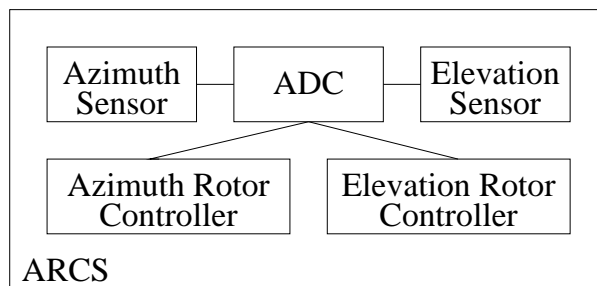 Azimuth
Sensor
ADC
Elevation
Sensor
Azimuth Rotor
Controller
Elevation Rotor
Controller
ARCS